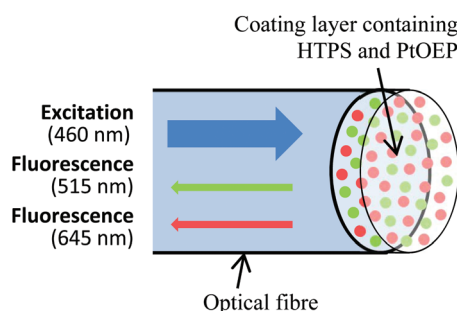 Coating layer containing
HTPS and PtOEP
Excitation
(460 nm)
Fluorescence
(515 nm)
Fluorescence
(645 nm)
Optical fibre